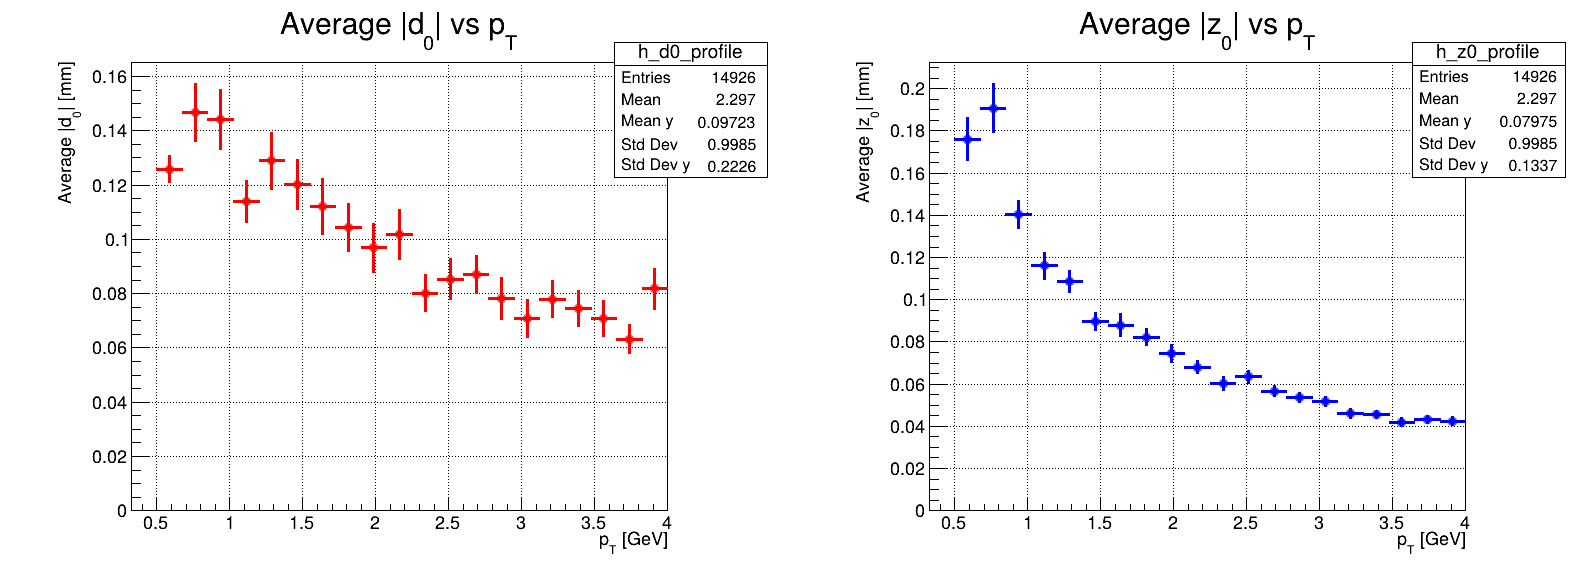 Average |d0| vs pT
h_d0_profile
Entries 14926
Mean 2.297
Mean y 0.09723
Std Dev 0.9985
Std Dev y 0.2226
Average |d0| [mm]
0.16
0.14
0.12
0.1
0.08
0.06
0.04
0.02
0
0.5 1 1.5 2 2.5 3 3.5 4
pT [GeV]
Average |z0| vs pT
h_z0_profile
Entries 14926
Mean 2.297
Mean y 0.07975
Std Dev 0.9985
Std Dev y 0.1337
Average |z0| [mm]
0.2
0.18
0.16
0.14
0.12
0.1
0.08
0.06
0.04
0.02
0
0.5 1 1.5 2 2.5 3 3.5 4
pT [GeV]